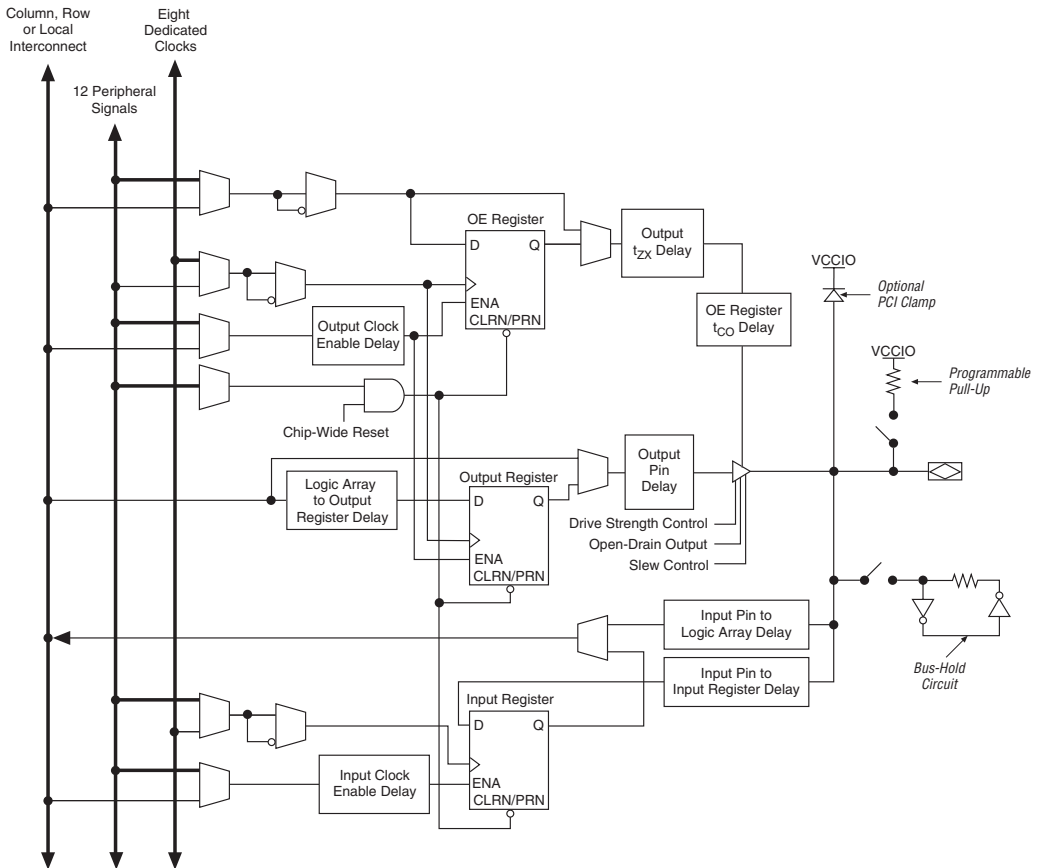 Column, Row
or Local
Interconnect
Eight
Dedicated
Clocks
12 Peripheral
Signals
OE Register
D
Q
ENA
CLRN/PRN
Output
tZX Delay
OE Register
tCO Delay
VCCIO
Optional
PCI Clamp
VCCIO
Programmable
Pull-Up
Output Clock
Enable Delay
Chip-Wide Reset
Output
Pin
Delay
Logic Array
to Output
Register Delay
Output Register
D
Q
ENA
CLRN/PRN
Drive Strength Control
Open-Drain Output
Slew Control
Input Pin to
Logic Array Delay
Input Pin to
Input Register Delay
Bus-Hold
Circuit
Input Register
D
Q
ENA
CLRN/PRN
Input Clock
Enable Delay